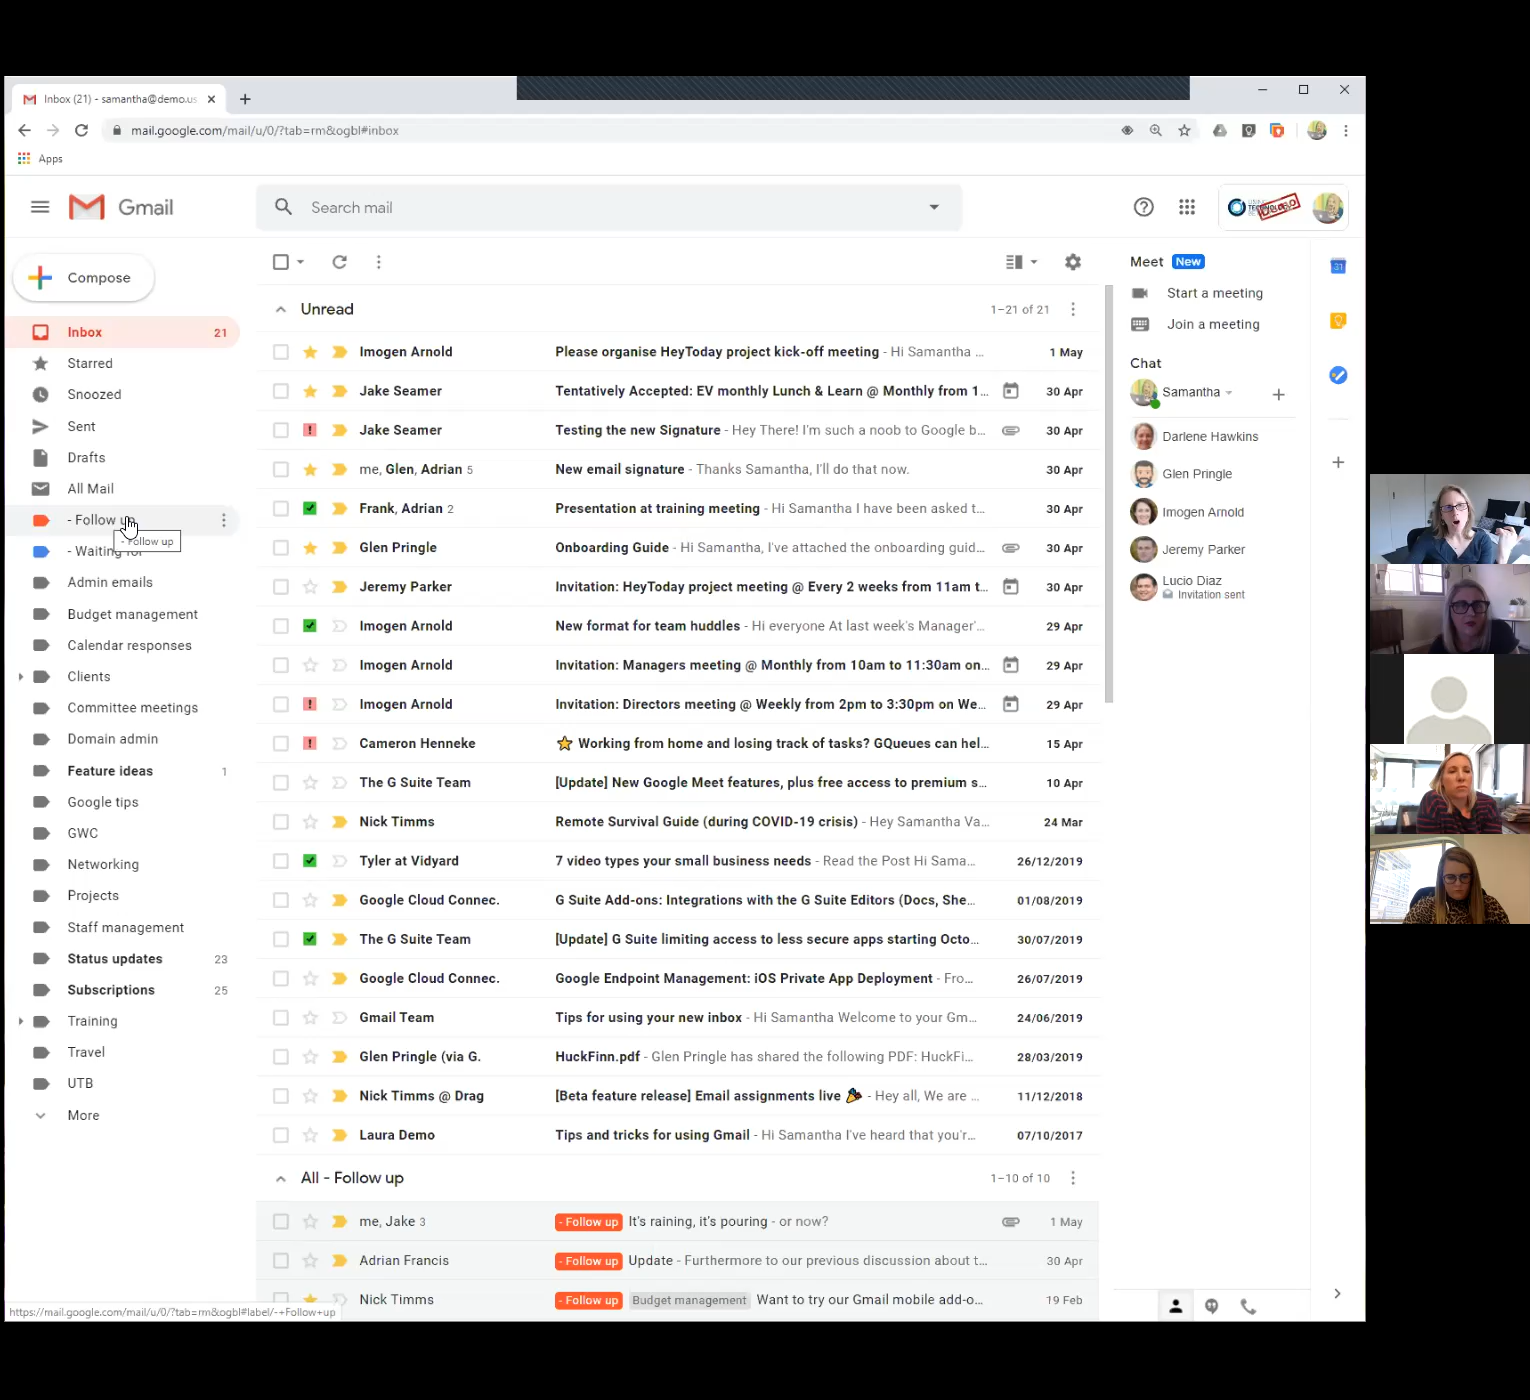 Inbox (21) - samantha@demo.us
mail.google.com/mail/u/0/?tab=rm&ogbl#inbox
Apps
Gmail
Search mail
Compose
Inbox 21
Starred
Snoozed
Sent
Drafts
All Mail
- Follow up
- Follow up
- Waiting for
Admin emails
Budget management
Calendar responses
Clients
Committee meetings
Domain admin
Feature ideas 1
Google tips
GWC
Networking
Projects
Staff management
Status updates 23
Subscriptions 25
Training
Travel
UTB
More
https://mail.google.com/mail/u/0/?tab=rm&ogbl#label/-+Follow+up
Unread 1–21 of 21
Imogen Arnold Please organise HeyToday project kick-off meeting - Hi Samantha ... 1 May
Jake Seamer Tentatively Accepted: EV monthly Lunch & Learn @ Monthly from 1... 30 Apr
Jake Seamer Testing the new Signature - Hey There! I'm such a noob to Google b... 30 Apr
me, Glen, Adrian 5 New email signature - Thanks Samantha, I'll do that now. 30 Apr
Frank, Adrian 2 Presentation at training meeting - Hi Samantha I have been asked t... 30 Apr
Glen Pringle Onboarding Guide - Hi Samantha, I've attached the onboarding guid... 30 Apr
Jeremy Parker Invitation: HeyToday project meeting @ Every 2 weeks from 11am t... 30 Apr
Imogen Arnold New format for team huddles - Hi everyone At last week's Manager'... 29 Apr
Imogen Arnold Invitation: Managers meeting @ Monthly from 10am to 11:30am on... 29 Apr
Imogen Arnold Invitation: Directors meeting @ Weekly from 2pm to 3:30pm on We... 29 Apr
Cameron Henneke ⭐ Working from home and losing track of tasks? GQueues can hel... 15 Apr
The G Suite Team [Update] New Google Meet features, plus free access to premium s... 10 Apr
Nick Timms Remote Survival Guide (during COVID-19 crisis) - Hey Samantha Va... 24 Mar
Tyler at Vidyard 7 video types your small business needs - Read the Post Hi Sama... 26/12/2019
Google Cloud Connec. G Suite Add-ons: Integrations with the G Suite Editors (Docs, She... 01/08/2019
The G Suite Team [Update] G Suite limiting access to less secure apps starting Octo... 30/07/2019
Google Cloud Connec. Google Endpoint Management: iOS Private App Deployment - Fro... 26/07/2019
Gmail Team Tips for using your new inbox - Hi Samantha Welcome to your Gm... 24/06/2019
Glen Pringle (via G. HuckFinn.pdf - Glen Pringle has shared the following PDF: HuckFi... 28/03/2019
Nick Timms @ Drag [Beta feature release] Email assignments live 🎉 - Hey all, We are ... 11/12/2018
Laura Demo Tips and tricks for using Gmail - Hi Samantha I've heard that you'r... 07/10/2017
All - Follow up 1–10 of 10
me, Jake 3 - Follow up It's raining, it's pouring - or now? 1 May
Adrian Francis - Follow up Update - Furthermore to our previous discussion about t... 30 Apr
Nick Timms - Follow up Budget management Want to try our Gmail mobile add-o... 19 Feb
Meet New
Start a meeting
Join a meeting
Chat
Samantha
Darlene Hawkins
Glen Pringle
Imogen Arnold
Jeremy Parker
Lucio Diaz
Invitation sent
31